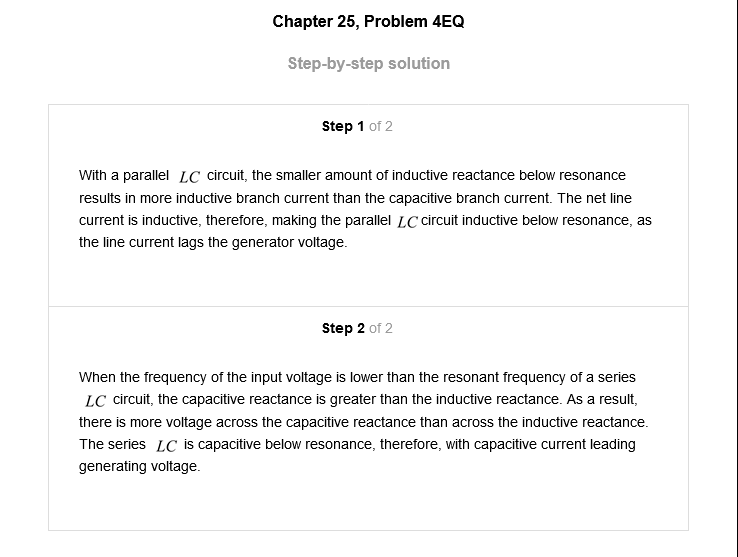 Chapter 25, Problem 4EQ
Step-by-step solution
Step 1 of 2
With a parallel LC circuit, the smaller amount of inductive reactance below resonance
results in more inductive branch current than the capacitive branch current. The net line
current is inductive, therefore, making the parallel LC circuit inductive below resonance, as
the line current lags the generator voltage.
Step 2 of 2
When the frequency of the input voltage is lower than the resonant frequency of a series
LC circuit, the capacitive reactance is greater than the inductive reactance. As a result,
there is more voltage across the capacitive reactance than across the inductive reactance.
The series LC is capacitive below resonance, therefore, with capacitive current leading
generating voltage.